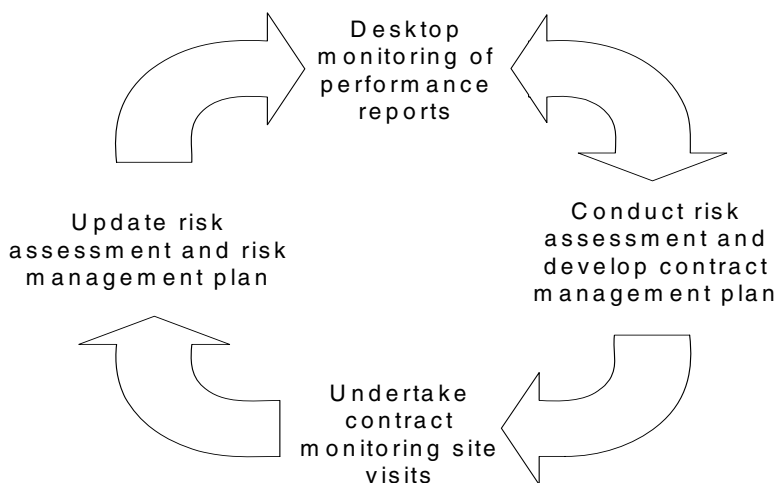 Desktop
monitoring of
performance
reports
Conduct risk
assessment and
develop contract
management plan
Undertake
contract
monitoring site
visits
Update risk
assessment and risk
management plan